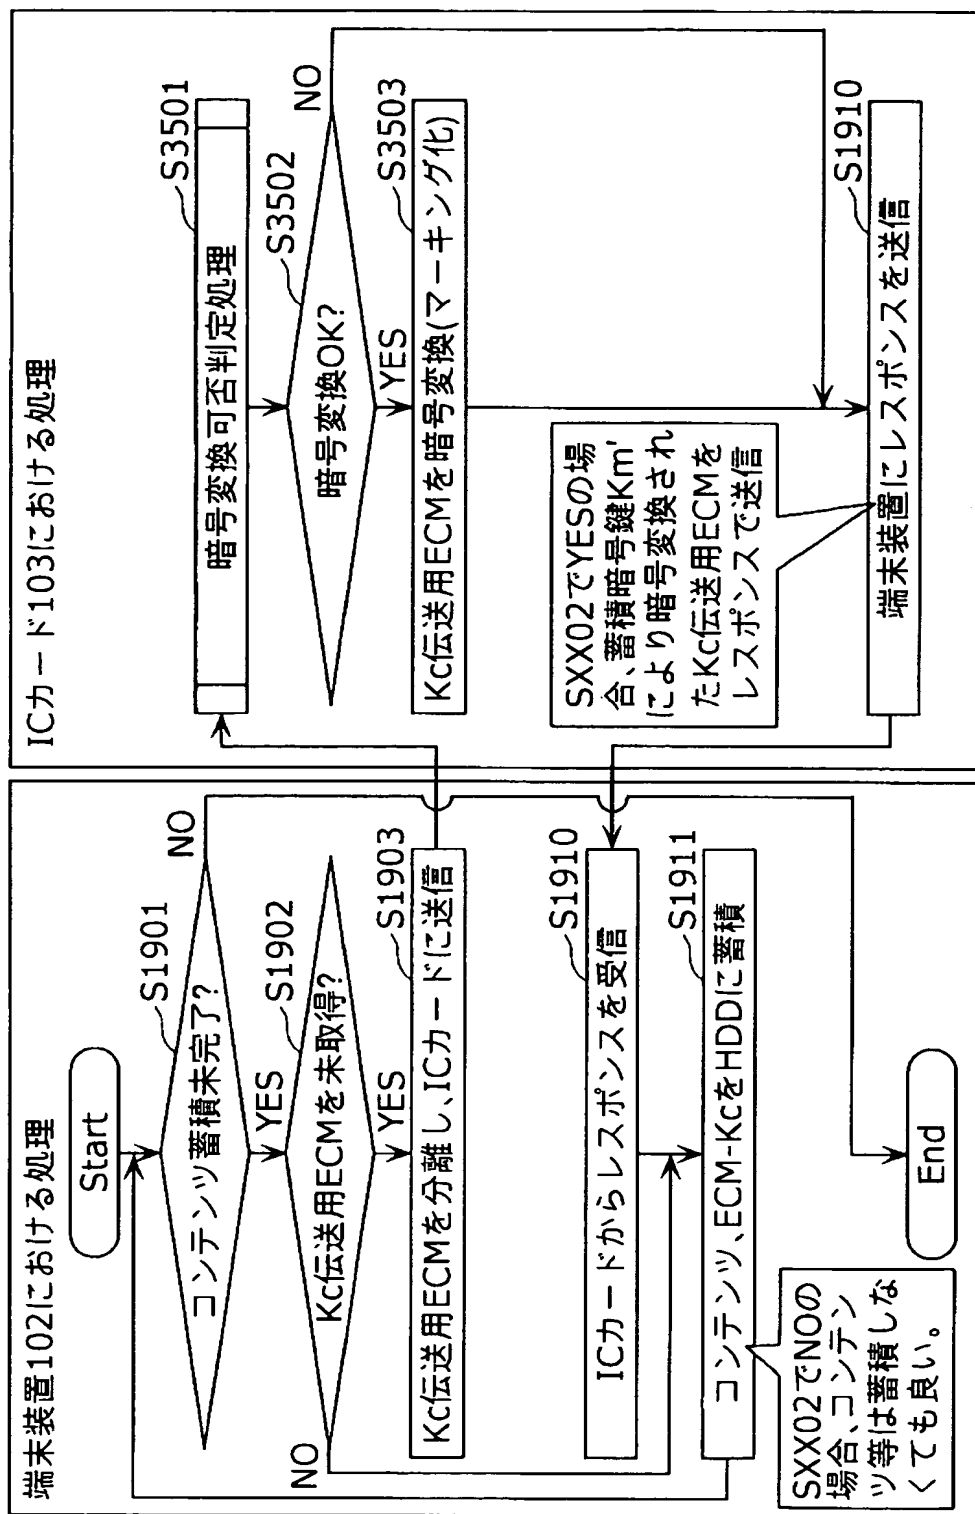 端末装置102における処理
Start
S1901
コンテンツ蓄積未完了?
NO
YES
S1902
Kc伝送用ECMを未取得?
NO
YES
S1903
Kc伝送用ECMを分離し、ICカードに送信
S1910
ICカードからレスポンスを受信
S1911
コンテンツ、ECM-KcをHDDに蓄積
SXX02でNOの
場合、コンテン
ツ等は蓄積しな
くても良い。
End
ICカード103における処理
S3501
暗号変換可否判定処理
S3502
暗号変換OK?
NO
YES
S3503
Kc伝送用ECMを暗号変換(マーキング化)
SXX02でYESの場
合、蓄積暗号鍵Km'
により暗号変換され
たKc伝送用ECMを
レスポンスで送信
S1910
端末装置にレスポンスを送信